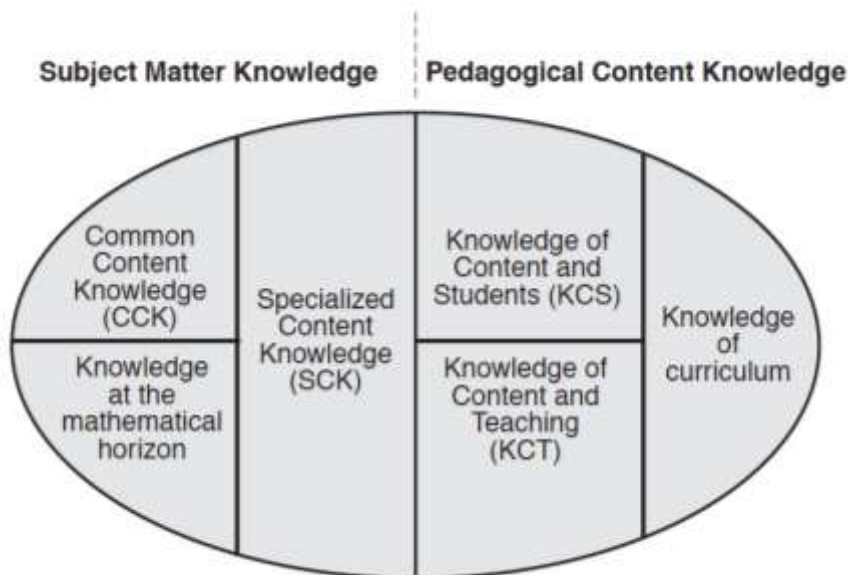 Subject Matter Knowledge
Pedagogical Content Knowledge
Common
Content
Knowledge
(CCK)
Knowledge
at the
mathematical
horizon
Specialized
Content
Knowledge
(SCK)
Knowledge of
Content and
Students (KCS)
Knowledge of
Content and
Teaching
(KCT)
Knowledge
of
curriculum